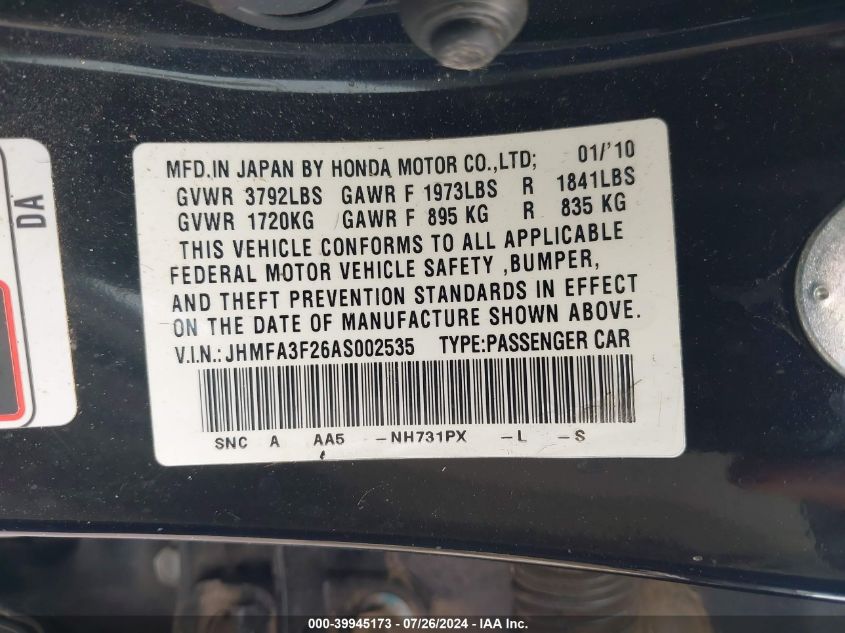 MFD.IN JAPAN BY HONDA MOTOR CO.,LTD; 01/'10
GVWR 3792LBS GAWR F 1973LBS R 1841LBS
GVWR 1720KG GAWR F 895 KG R 835 KG
THIS VEHICLE CONFORMS TO ALL APPLICABLE
FEDERAL MOTOR VEHICLE SAFETY ,BUMPER,
AND THEFT PREVENTION STANDARDS IN EFFECT
ON THE DATE OF MANUFACTURE SHOWN ABOVE.
V.I.N.: JHMFA3F26AS002535 TYPE:PASSENGER CAR
SNC A AA5 -NH731PX -L -S
DA
000-39945173 - 07/26/2024 - IAA Inc.